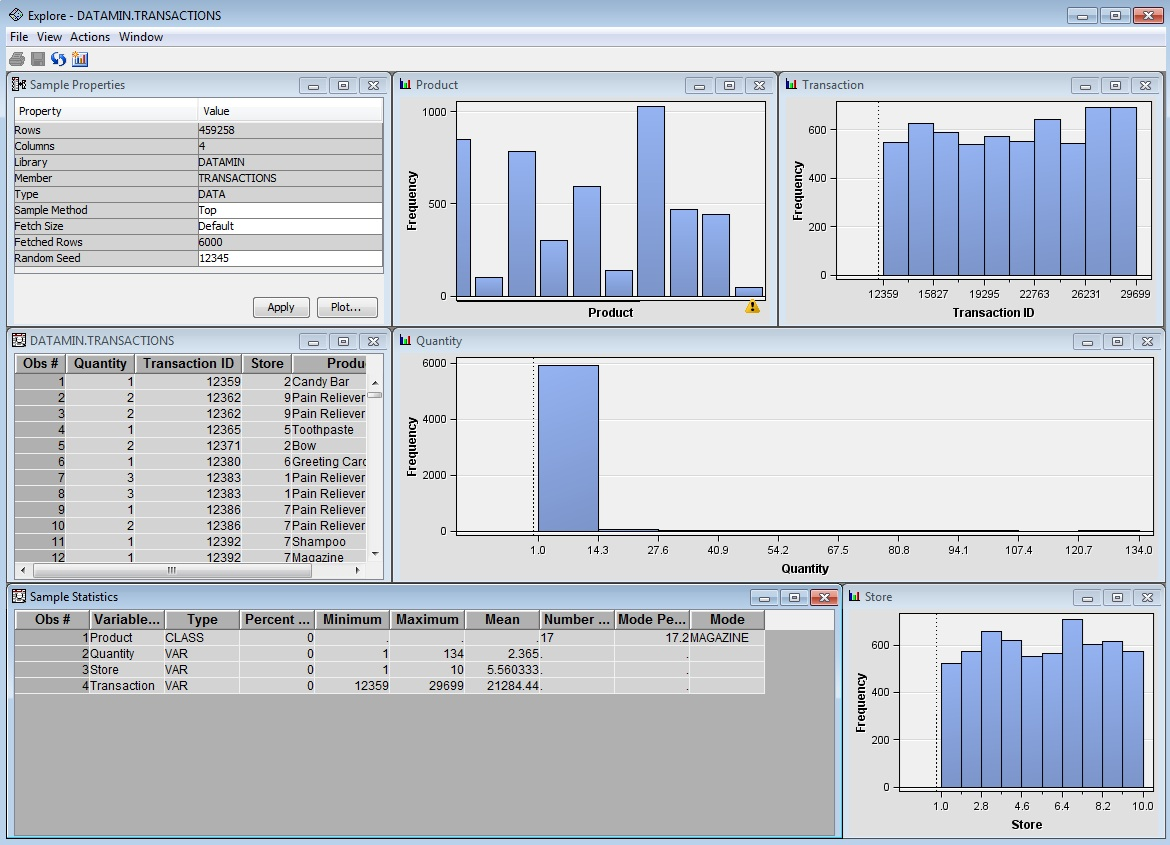 Explore - DATAMIN.TRANSACTIONS
File View Actions Window
Sample Properties
Property Value
Rows 459258
Columns 4
Library DATAMIN
Member TRANSACTIONS
Type DATA
Sample Method Top
Fetch Size Default
Fetched Rows 6000
Random Seed 12345
Apply Plot...
Product
1000
500
0
Frequency
Product
Transaction
600
400
200
0
Frequency
12359 15827 19295 22763 26231 29699
Transaction ID
DATAMIN.TRANSACTIONS
Obs # Quantity Transaction ID Store Produ
1 1 12359 2 Candy Bar
2 2 12362 9 Pain Reliever
3 2 12362 9 Pain Reliever
4 1 12365 5 Toothpaste
5 2 12371 2 Bow
6 1 12380 6 Greeting Carc
7 3 12383 1 Pain Reliever
8 3 12383 1 Pain Reliever
9 1 12386 7 Pain Reliever
10 2 12386 7 Pain Reliever
11 1 12392 7 Shampoo
12 1 12392 7 Magazine
Quantity
6000
4000
2000
0
Frequency
1.0 14.3 27.6 40.9 54.2 67.5 80.8 94.1 107.4 120.7 134.0
Quantity
Sample Statistics
Obs # Variable... Type Percent ... Minimum Maximum Mean Number ... Mode Pe... Mode
1 Product CLASS 0 . . . 17 17.2 MAGAZINE
2 Quantity VAR 0 1 134 2.365 . .
3 Store VAR 0 1 10 5.560333 . .
4 Transaction VAR 0 12359 29699 21284.44 . .
Store
600
400
200
0
Frequency
1.0 2.8 4.6 6.4 8.2 10.0
Store